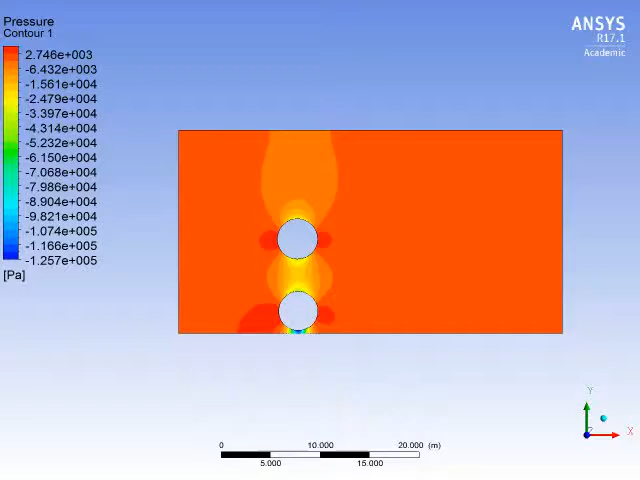 Pressure
Contour 1
2.746e+003
-6.432e+003
-1.561e+004
-2.479e+004
-3.397e+004
-4.314e+004
-5.232e+004
-6.150e+004
-7.068e+004
-7.986e+004
-8.904e+004
-9.821e+004
-1.074e+005
-1.166e+005
-1.257e+005
[Pa]
ANSYS
R17.1
Academic
0 10.000 20.000 (m)
5.000 15.000
Y
Z
X